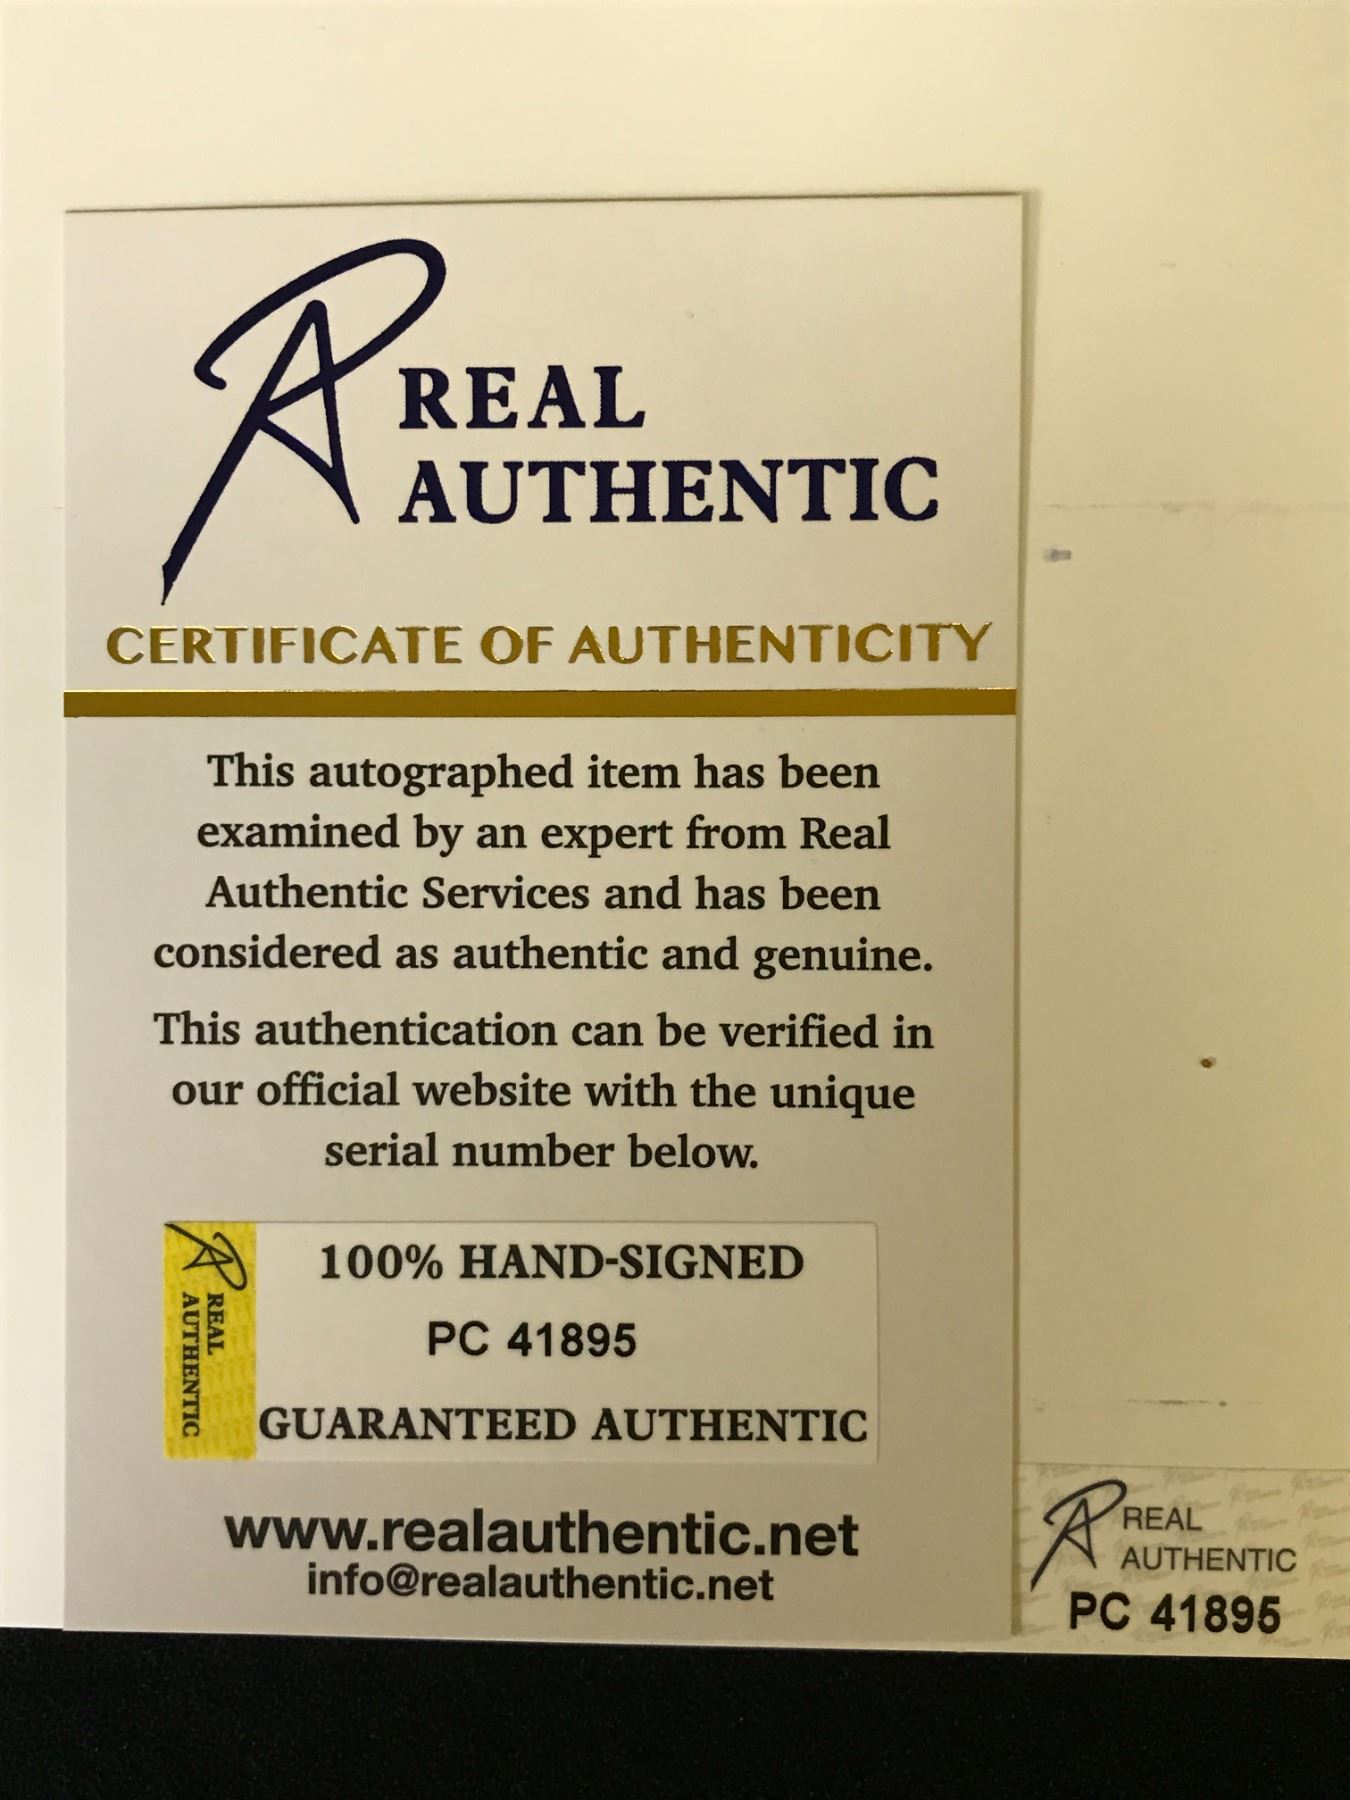 REAL
AUTHENTIC
CERTIFICATE OF AUTHENTICITY
This autographed item has been
examined by an expert from Real
Authentic Services and has been
considered as authentic and genuine.
This authentication can be verified in
our official website with the unique
serial number below.
REAL
AUTHENTIC
100% HAND-SIGNED
PC 41895
GUARANTEED AUTHENTIC
www.realauthentic.net
info@realauthentic.net
REAL
AUTHENTIC
PC 41895